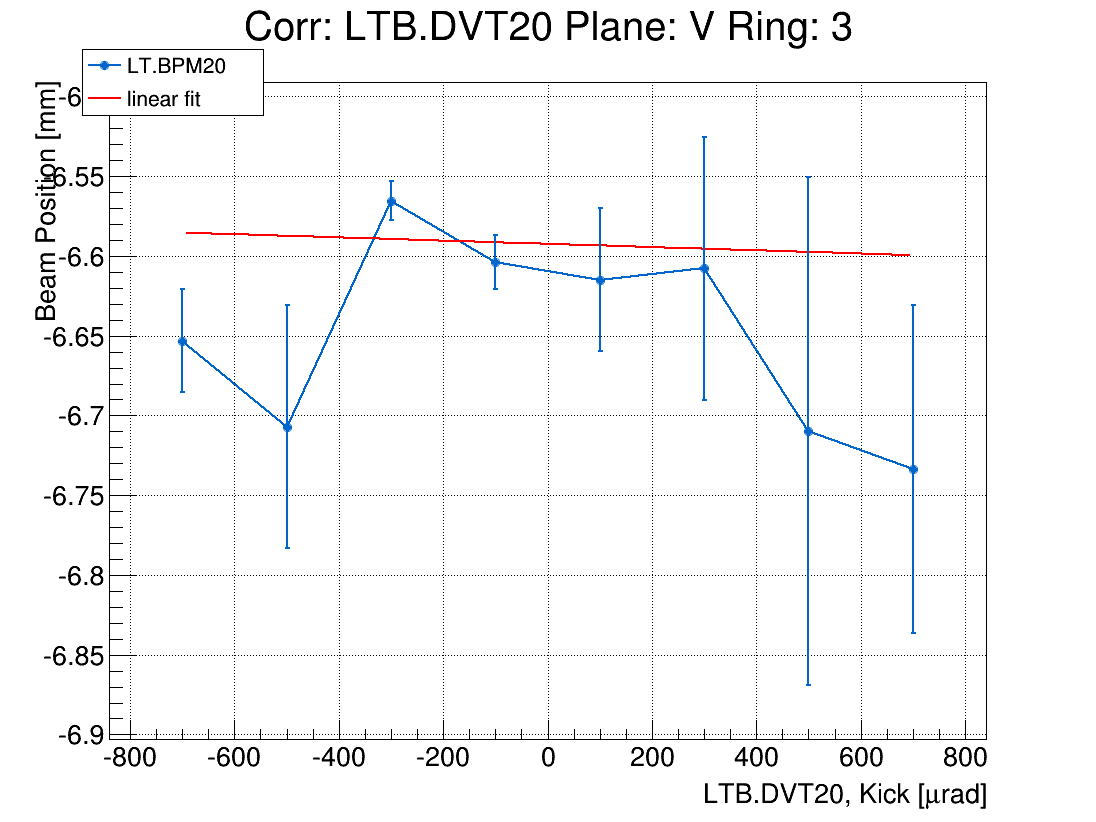 Corr: LTB.DVT20 Plane: V Ring: 3
LT.BPM20
linear fit
Beam Position [mm]
-6
-6.55
-6.6
-6.65
-6.7
-6.75
-6.8
-6.85
-6.9
-800 -600 -400 -200 0 200 400 600 800
LTB.DVT20, Kick [μrad]